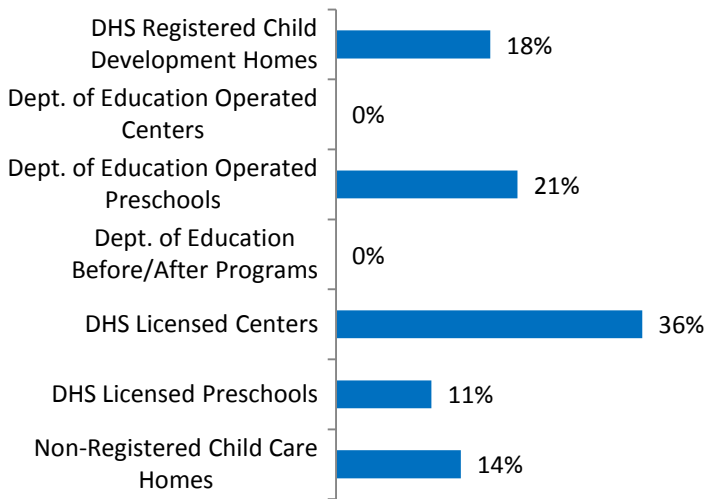 DHS Registered Child
Development Homes
18%
Dept. of Education Operated
Centers
0%
Dept. of Education Operated
Preschools
21%
Dept. of Education
Before/After Programs
0%
DHS Licensed Centers
36%
DHS Licensed Preschools
11%
Non-Registered Child Care
Homes
14%